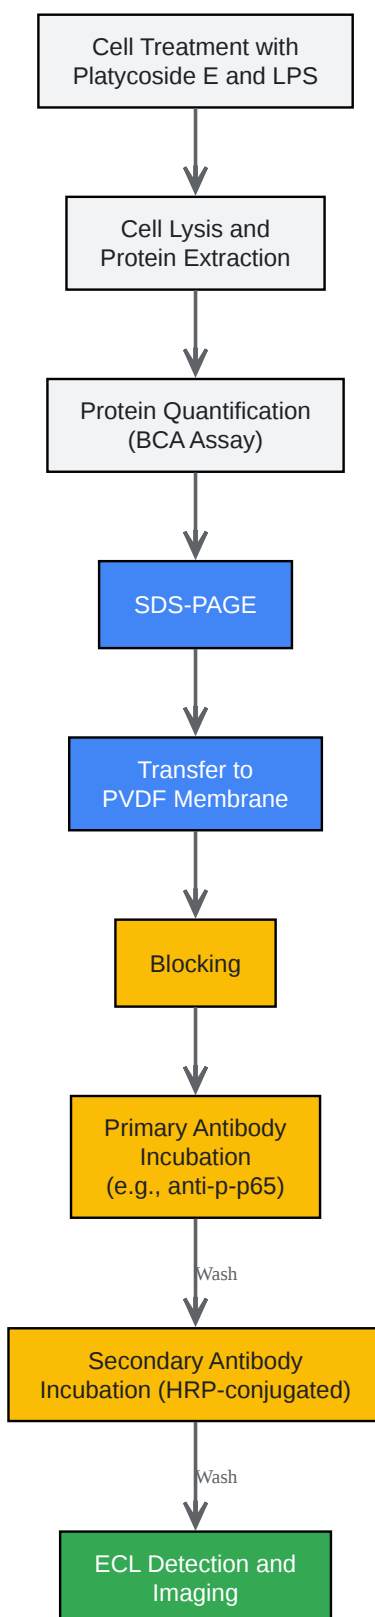 Cell Treatment with
Platycoside E and LPS
Cell Lysis and
Protein Extraction
Protein Quantification
(BCA Assay)
SDS-PAGE
Transfer to
PVDF Membrane
Blocking
Primary Antibody
Incubation
(e.g., anti-p-p65)
Wash
Secondary Antibody
Incubation (HRP-conjugated)
Wash
ECL Detection and
Imaging